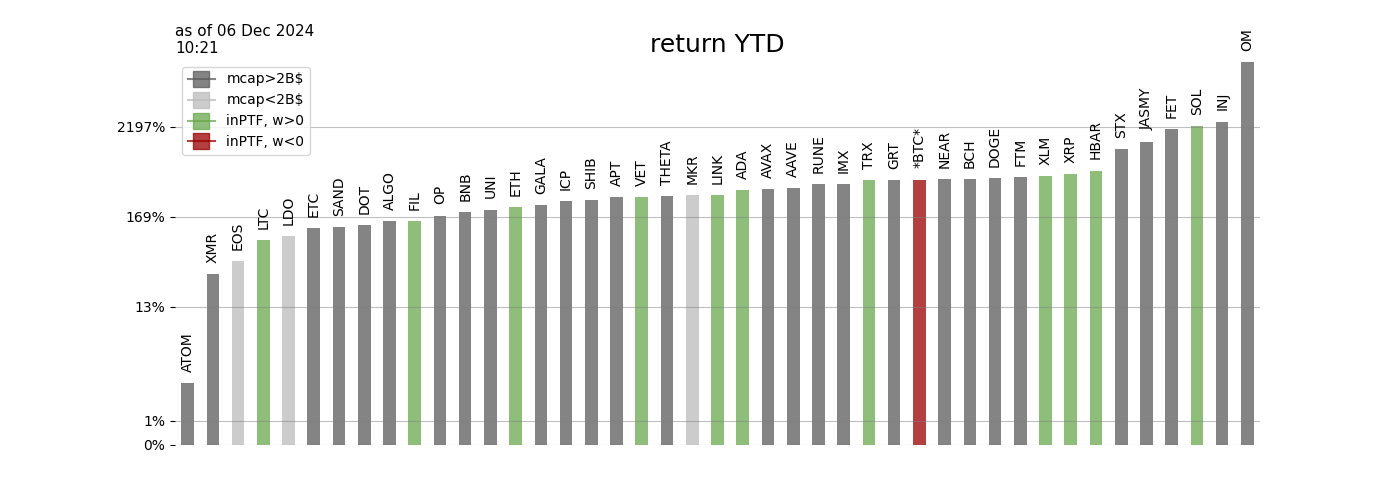 as of 06 Dec 2024
10:21
return YTD
mcap>2B$
mcap<2B$
inPTF, w>0
inPTF, w<0
2197%
169%
13%
1%
0%
ATOM
XMR
EOS
LTC
LDO
ETC
SAND
DOT
ALGO
FIL
OP
BNB
UNI
ETH
GALA
ICP
SHIB
APT
VET
THETA
MKR
LINK
ADA
AVAX
AAVE
RUNE
IMX
TRX
GRT
*BTC*
NEAR
BCH
DOGE
FTM
XLM
XRP
HBAR
STX
JASMY
FET
SOL
INJ
OM